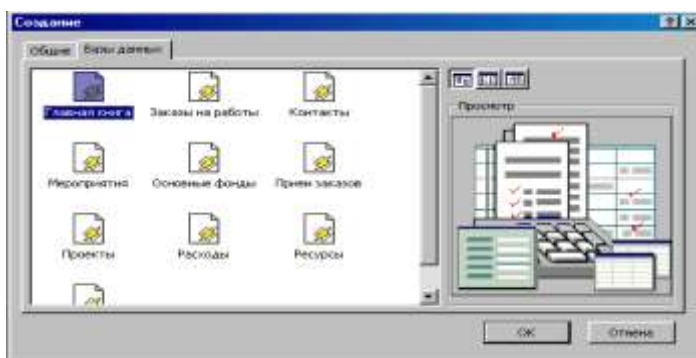 Создание
Общие Базы данных
Главная книга Заказы на работы Контакты
Мероприятия Основные фонды Прием заказов
Проекты Расходы Ресурсы
Просмотр
ОК Отмена